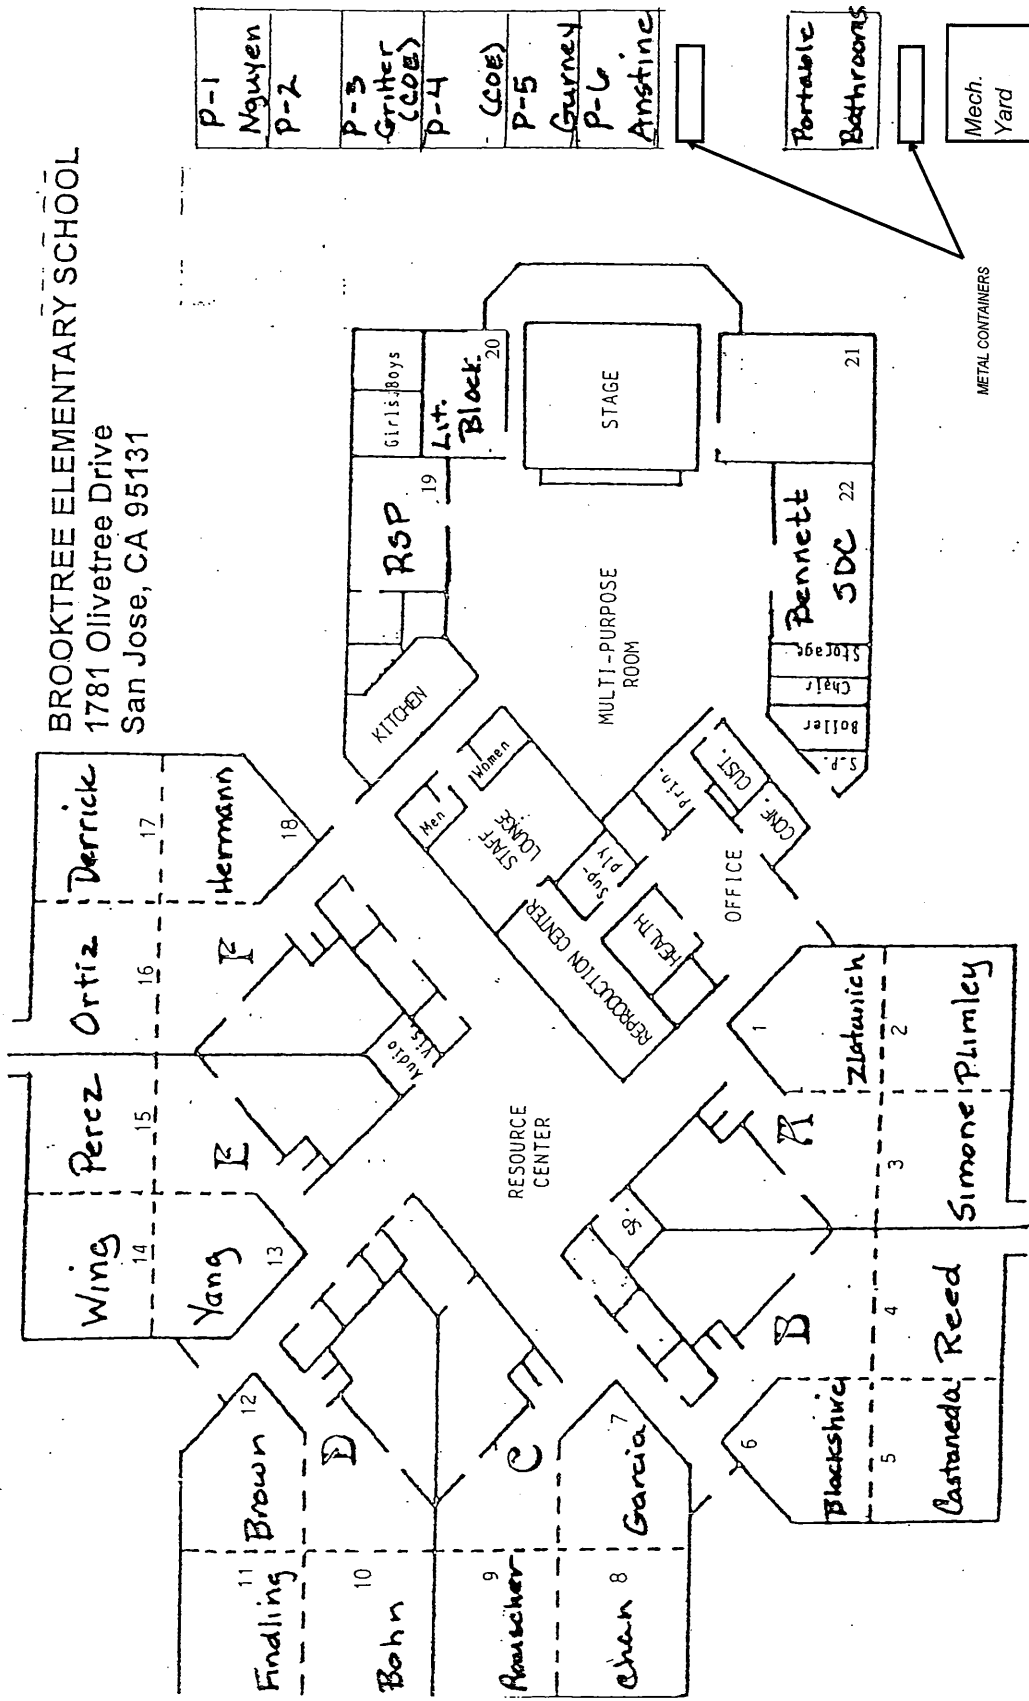 BROOKTREE ELEMENTARY SCHOOL
1781 Olivetree Drive
San Jose, CA 95131
P-1
Nguyen
P-2
P-3
Gritter
(COE)
P-4
(COE)
P-5
Gurney
P-6
Anstine
Portable
Bathrooms
Mech.
Yard
METAL CONTAINERS
Girls
Boys
Lit.
Block.
20
RSP
19
KITCHEN
STAGE
MULTI-PURPOSE
ROOM
21
Bennett
SDC
22
Storage
Chair
Boiler
S.P.
Men
Women
STAFF
LOUNGE
Sup-
ply
Prin.
CUST.
CONF.
OFFICE
HEALTH
REPRODUCTION CENTER
RESOURCE
CENTER
Derrick
17
Hermann
18
Ortiz
16
F
Perez
15
E
Audio
Vis.
Wing
14
Yang
13
Brown
12
D
Findling
11
Bohn
10
Rauscher
9
C
Chan
8
Garcia
7
Blackshire
6
Castaneda
5
Reed
4
B
Sp.
Simone
3
A
Plimley
2
Zlatunich
1